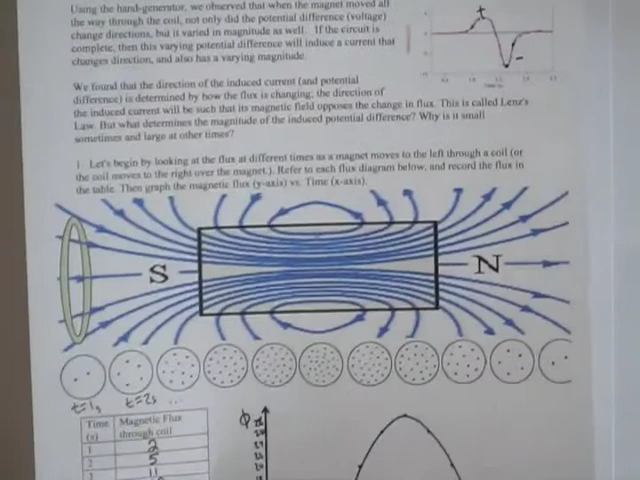 Using the hand-generator, we observed that when the magnet moved all
the way through the coil, not only did the potential difference (voltage)
change directions, but it varied in magnitude as well. If the circuit is
complete, then this varying potential difference will induce a current that
changes direction, and also has a varying magnitude.
+
-
We found that the direction of the induced current (and potential
difference) is determined by how the flux is changing; the direction of
the induced current will be such that its magnetic field opposes the change in flux. This is called Lenz's
Law. But what determines the magnitude of the induced potential difference? Why is it small
sometimes and large at other times?
1. Let's begin by looking at the flux at different times as a magnet moves to the left through a coil (or
the coil moves to the right over the magnet.). Refer to each flux diagram below, and record the flux in
the table. Then graph the magnetic flux (y-axis) vs. Time (x-axis).
S N
t=1s t=2s ...
Time Magnetic Flux
(s) through coil
1 2
2 5
3 11
Φ